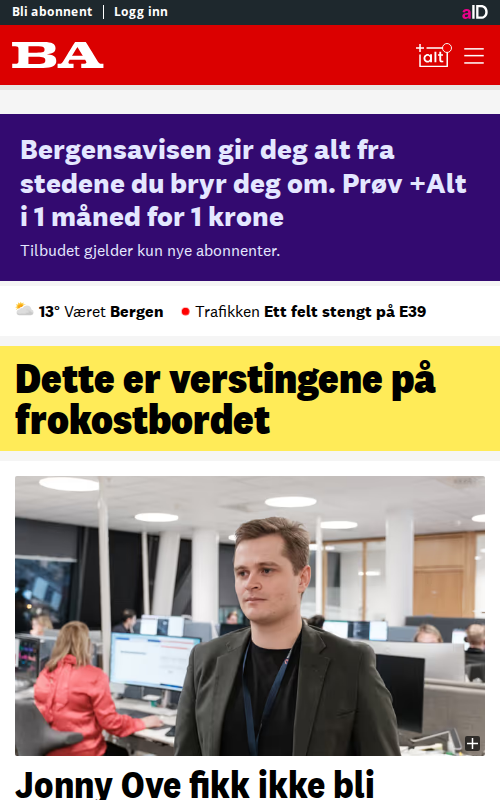 Bli abonnent | Logg inn
aID
BA
+alt
Bergensavisen gir deg alt fra
stedene du bryr deg om. Prøv +Alt
i 1 måned for 1 krone
Tilbudet gjelder kun nye abonnenter.
13° Været Bergen
Trafikken Ett felt stengt på E39
Dette er verstingene på
frokostbordet
Jonny Ove fikk ikke bli